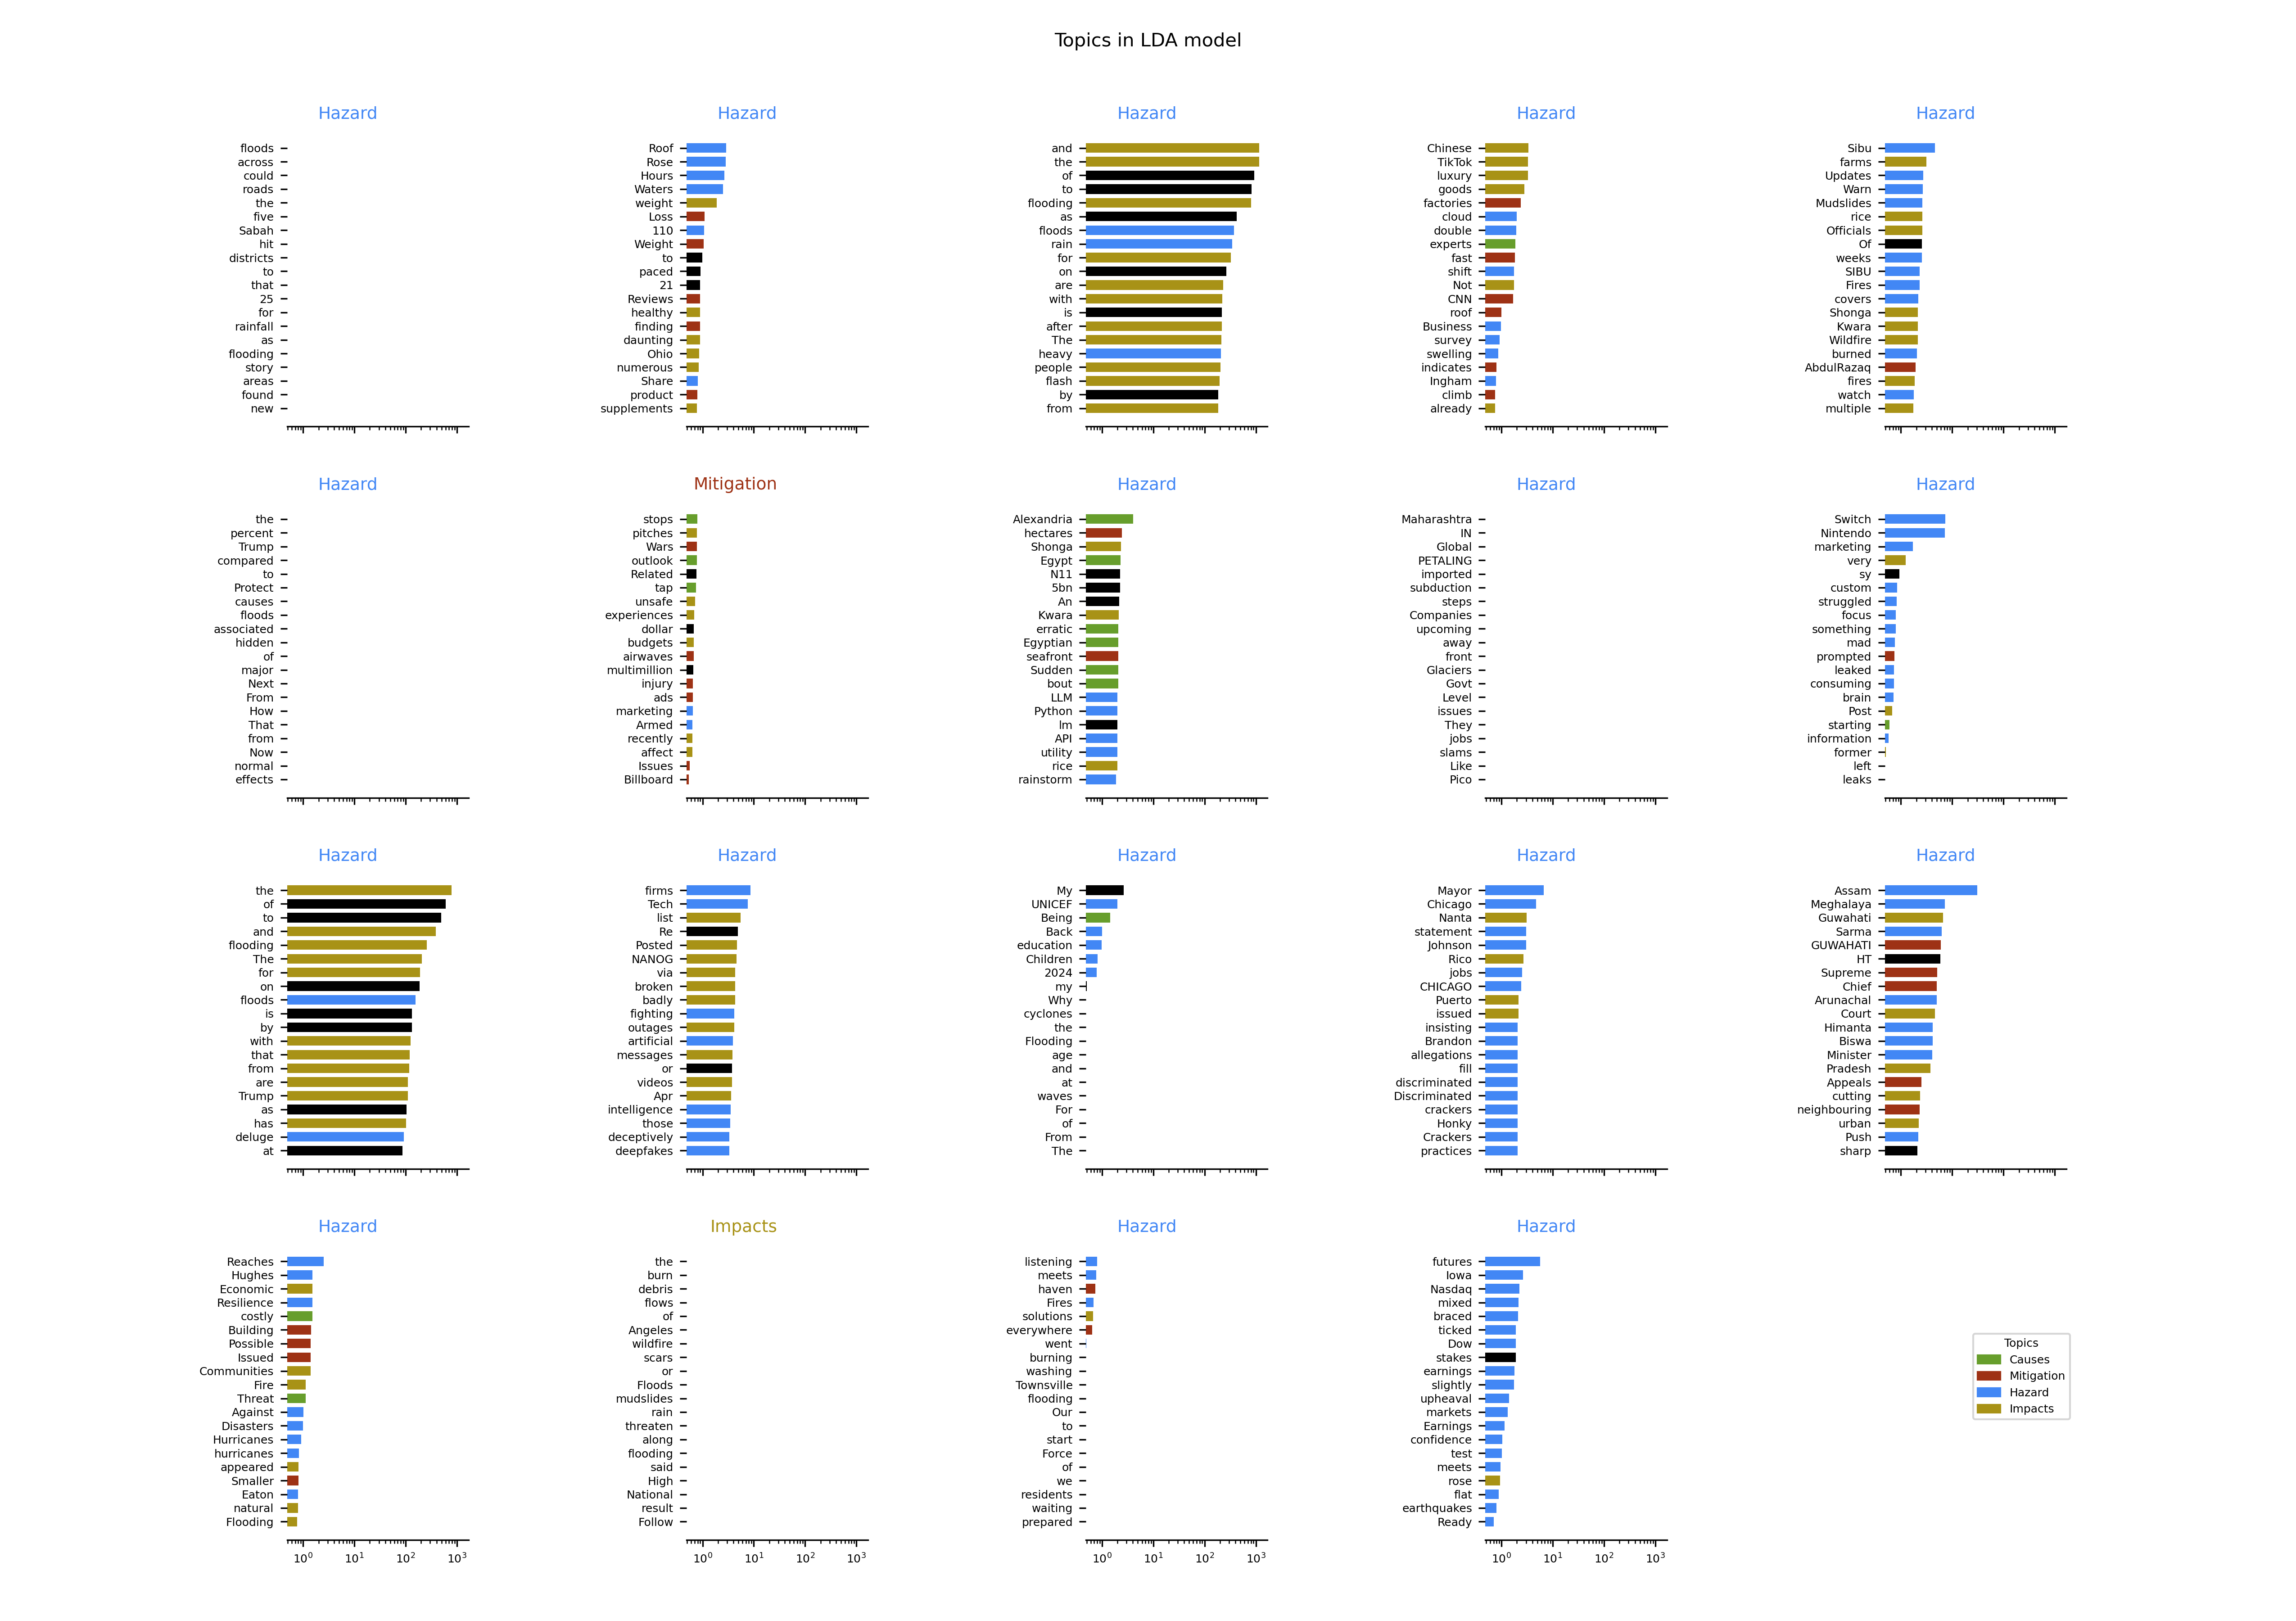 Topics in LDA model
Hazard
floods
across
could
roads
the
five
Sabah
hit
districts
to
that
25
for
rainfall
as
flooding
story
areas
found
new
Hazard
Roof
Rose
Hours
Waters
weight
Loss
110
Weight
to
paced
21
Reviews
healthy
finding
daunting
Ohio
numerous
Share
product
supplements
Hazard
and
the
of
to
flooding
as
floods
rain
for
on
are
with
is
after
The
heavy
people
flash
by
from
Hazard
Chinese
TikTok
luxury
goods
factories
cloud
double
experts
fast
shift
Not
CNN
roof
Business
survey
swelling
indicates
Ingham
climb
already
Hazard
Sibu
farms
Updates
Warn
Mudslides
rice
Officials
Of
weeks
SIBU
Fires
covers
Shonga
Kwara
Wildfire
burned
AbdulRazaq
fires
watch
multiple
Hazard
the
percent
Trump
compared
to
Protect
causes
floods
associated
hidden
of
major
Next
From
How
That
from
Now
normal
effects
Mitigation
stops
pitches
Wars
outlook
Related
tap
unsafe
experiences
dollar
budgets
airwaves
multimillion
injury
ads
marketing
Armed
recently
affect
Issues
Billboard
Hazard
Alexandria
hectares
Shonga
Egypt
N11
5bn
An
Kwara
erratic
Egyptian
seafront
Sudden
bout
LLM
Python
lm
API
utility
rice
rainstorm
Hazard
Maharashtra
IN
Global
PETALING
imported
subduction
steps
Companies
upcoming
away
front
Glaciers
Govt
Level
issues
They
jobs
slams
Like
Pico
Hazard
Switch
Nintendo
marketing
very
sy
custom
struggled
focus
something
mad
prompted
leaked
consuming
brain
Post
starting
information
former
left
leaks
Hazard
the
of
to
and
flooding
The
for
on
floods
is
by
with
that
from
are
Trump
as
has
deluge
at
Hazard
firms
Tech
list
Re
Posted
NANOG
via
broken
badly
fighting
outages
artificial
messages
or
videos
Apr
intelligence
those
deceptively
deepfakes
Hazard
My
UNICEF
Being
Back
education
Children
2024
my
Why
cyclones
the
Flooding
age
and
at
waves
For
of
From
The
Hazard
Mayor
Chicago
Nanta
statement
Johnson
Rico
jobs
CHICAGO
Puerto
issued
insisting
Brandon
allegations
fill
discriminated
Discriminated
crackers
Honky
Crackers
practices
Hazard
Assam
Meghalaya
Guwahati
Sarma
GUWAHATI
HT
Supreme
Chief
Arunachal
Court
Himanta
Biswa
Minister
Pradesh
Appeals
cutting
neighbouring
urban
Push
sharp
Hazard
Reaches
Hughes
Economic
Resilience
costly
Building
Possible
Issued
Communities
Fire
Threat
Against
Disasters
Hurricanes
hurricanes
appeared
Smaller
Eaton
natural
Flooding
10⁰ 10¹ 10² 10³
Impacts
the
burn
debris
flows
of
Angeles
wildfire
scars
or
Floods
mudslides
rain
threaten
along
flooding
said
High
National
result
Follow
10⁰ 10¹ 10² 10³
Hazard
listening
meets
haven
Fires
solutions
everywhere
went
burning
washing
Townsville
flooding
Our
to
start
Force
of
we
residents
waiting
prepared
10⁰ 10¹ 10² 10³
Hazard
futures
Iowa
Nasdaq
mixed
braced
ticked
Dow
stakes
earnings
slightly
upheaval
markets
Earnings
confidence
test
meets
rose
flat
earthquakes
Ready
10⁰ 10¹ 10² 10³
Topics
Causes
Mitigation
Hazard
Impacts